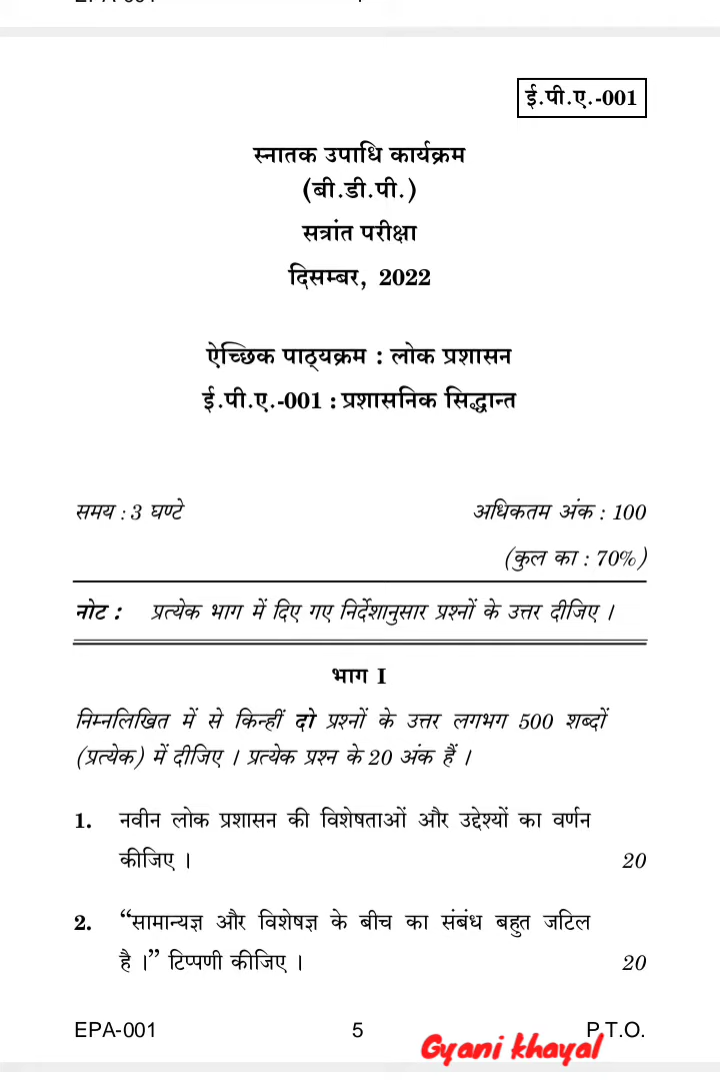 ई.पी.ए.-001
स्नातक उपाधि कार्यक्रम
(बी.डी.पी.)
सत्रांत परीक्षा
दिसम्बर, 2022
ऐच्छिक पाठ्यक्रम : लोक प्रशासन
ई.पी.ए.-001 : प्रशासनिक सिद्धान्त
समय : 3 घण्टे अधिकतम अंक : 100
(कुल का : 70%)
नोट : प्रत्येक भाग में दिए गए निर्देशानुसार प्रश्नों के उत्तर दीजिए ।
भाग I
निम्नलिखित में से किन्हीं दो प्रश्नों के उत्तर लगभग 500 शब्दों
(प्रत्येक) में दीजिए । प्रत्येक प्रश्न के 20 अंक हैं ।
1. नवीन लोक प्रशासन की विशेषताओं और उद्देश्यों का वर्णन
कीजिए । 20
2. “सामान्यज्ञ और विशेषज्ञ के बीच का संबंध बहुत जटिल
है ।” टिप्पणी कीजिए । 20
EPA-001 5 P.T.O.
Gyani khayal